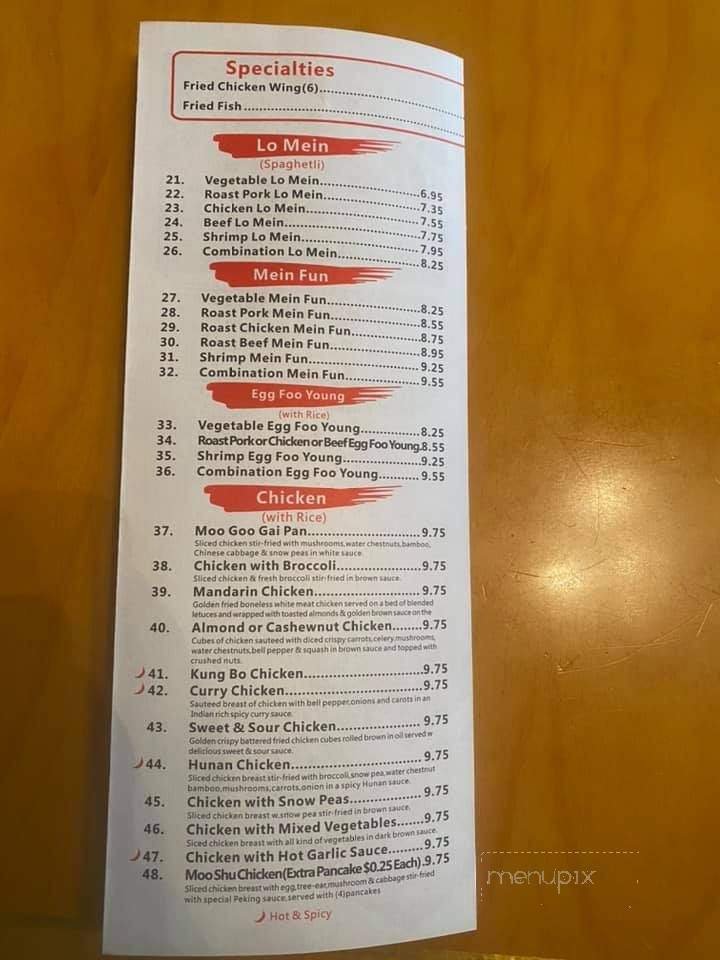 Specialties
Fried Chicken Wing(6)
Fried Fish
Lo Mein
(Spaghetli)
21. Vegetable Lo Mein 6.95
22. Roast Pork Lo Mein 7.35
23. Chicken Lo Mein 7.55
24. Beef Lo Mein 7.75
25. Shrimp Lo Mein 7.95
26. Combination Lo Mein 8.25
Mein Fun
27. Vegetable Mein Fun 8.25
28. Roast Pork Mein Fun 8.55
29. Roast Chicken Mein Fun 8.75
30. Roast Beef Mein Fun 8.95
31. Shrimp Mein Fun 9.25
32. Combination Mein Fun 9.55
Egg Foo Young
(with Rice)
33. Vegetable Egg Foo Young 8.25
34. Roast Pork or Chicken or Beef Egg Foo Young 8.55
35. Shrimp Egg Foo Young 9.25
36. Combination Egg Foo Young 9.55
Chicken
(with Rice)
37. Moo Goo Gai Pan 9.75
Sliced chicken stir-fried with mushrooms,water chestnuts,bamboo,
Chinese cabbage & snow peas in white sauce.
38. Chicken with Broccoli 9.75
Sliced chicken & fresh broccoli stir-fried in brown sauce.
39. Mandarin Chicken 9.75
Golden fried boneless white meat chicken served on a bed of blended
letuces and wrapped with toasted almonds & golden brown sauce on the
40. Almond or Cashewnut Chicken 9.75
Cubes of chicken sauteed with diced crispy carrots,celery,mushrooms,
water chestnuts,bell pepper & squash in brown sauce and topped with
crushed nuts.
41. Kung Bo Chicken 9.75
42. Curry Chicken 9.75
Sauteed breast of chicken with bell pepper,onions and carots in an
Indian rich spicy curry sauce.
43. Sweet & Sour Chicken 9.75
Golden crispy battered fried chicken cubes rolled brown in oil served w
delicious sweet & sour sauce.
44. Hunan Chicken 9.75
Sliced chicken breast stir-fried with broccoli,snow pea,water chestnut
bamboo,mushrooms,carrots,onion in a spicy Hunan sauce.
45. Chicken with Snow Peas 9.75
Sliced chicken breast w.snow pea stir-fried in brown sauce.
46. Chicken with Mixed Vegetables 9.75
Siced chicken breast with all kind of vegetables in dark brown sauce.
47. Chicken with Hot Garlic Sauce 9.75
48. Moo Shu Chicken(Extra Pancake $0.25 Each) 9.75
Sliced chicken breast with egg,tree-ear,mushroom & cabbage stir-fried
with special Peking sauce,served with (4)pancakes
Hot & Spicy
menupix